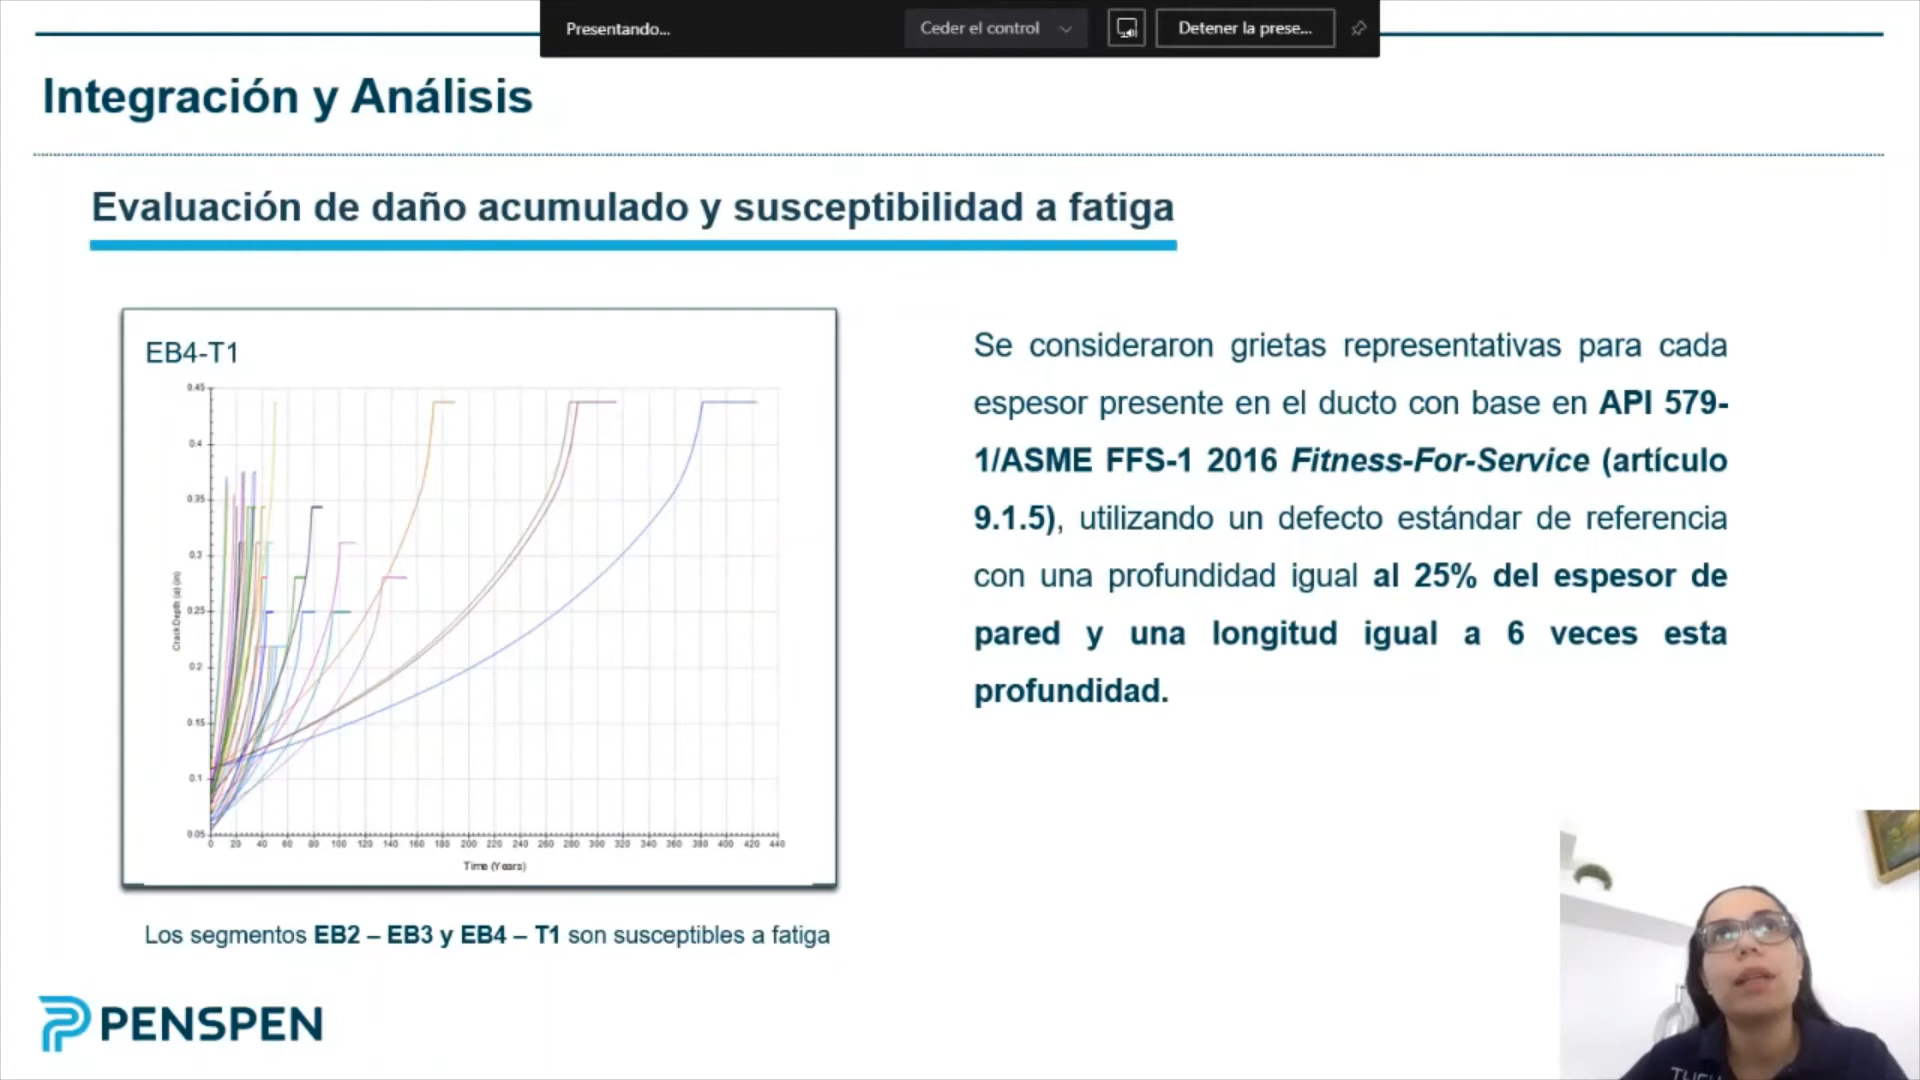 Presentando...
Ceder el control
Detener la prese...
Integración y Análisis
Evaluación de daño acumulado y susceptibilidad a fatiga
EB4-T1
0.45
0.4
0.35
0.3
0.25
0.2
0.15
0.1
0.05
Crack Depth (a) (in)
0 20 40 60 80 100 120 140 160 180 200 220 240 260 280 300 320 340 360 380 400 420 440
Time (Years)
Los segmentos EB2 – EB3 y EB4 – T1 son susceptibles a fatiga
Se consideraron grietas representativas para cada
espesor presente en el ducto con base en API 579-
1/ASME FFS-1 2016 Fitness-For-Service (artículo
9.1.5), utilizando un defecto estándar de referencia
con una profundidad igual al 25% del espesor de
pared y una longitud igual a 6 veces esta
profundidad.
PENSPEN